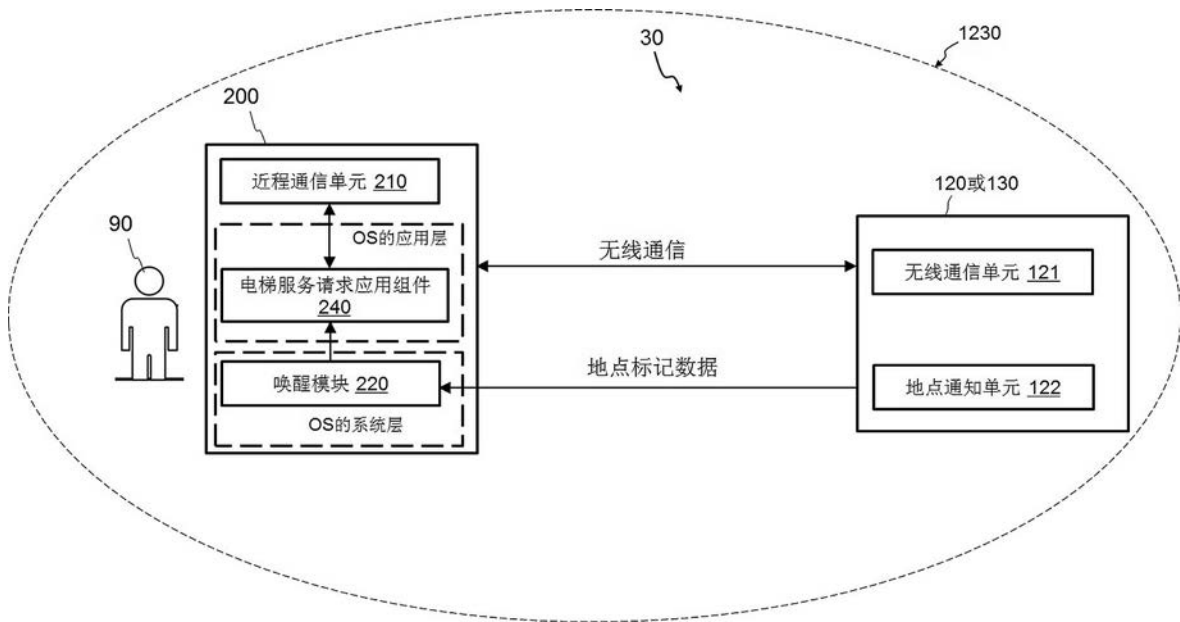 1230
30
200
近程通信单元 210
120或130
90
OS的应用层
无线通信
电梯服务请求应用组件
240
无线通信单元 121
地点标记数据
唤醒模块 220
地点通知单元 122
OS的系统层